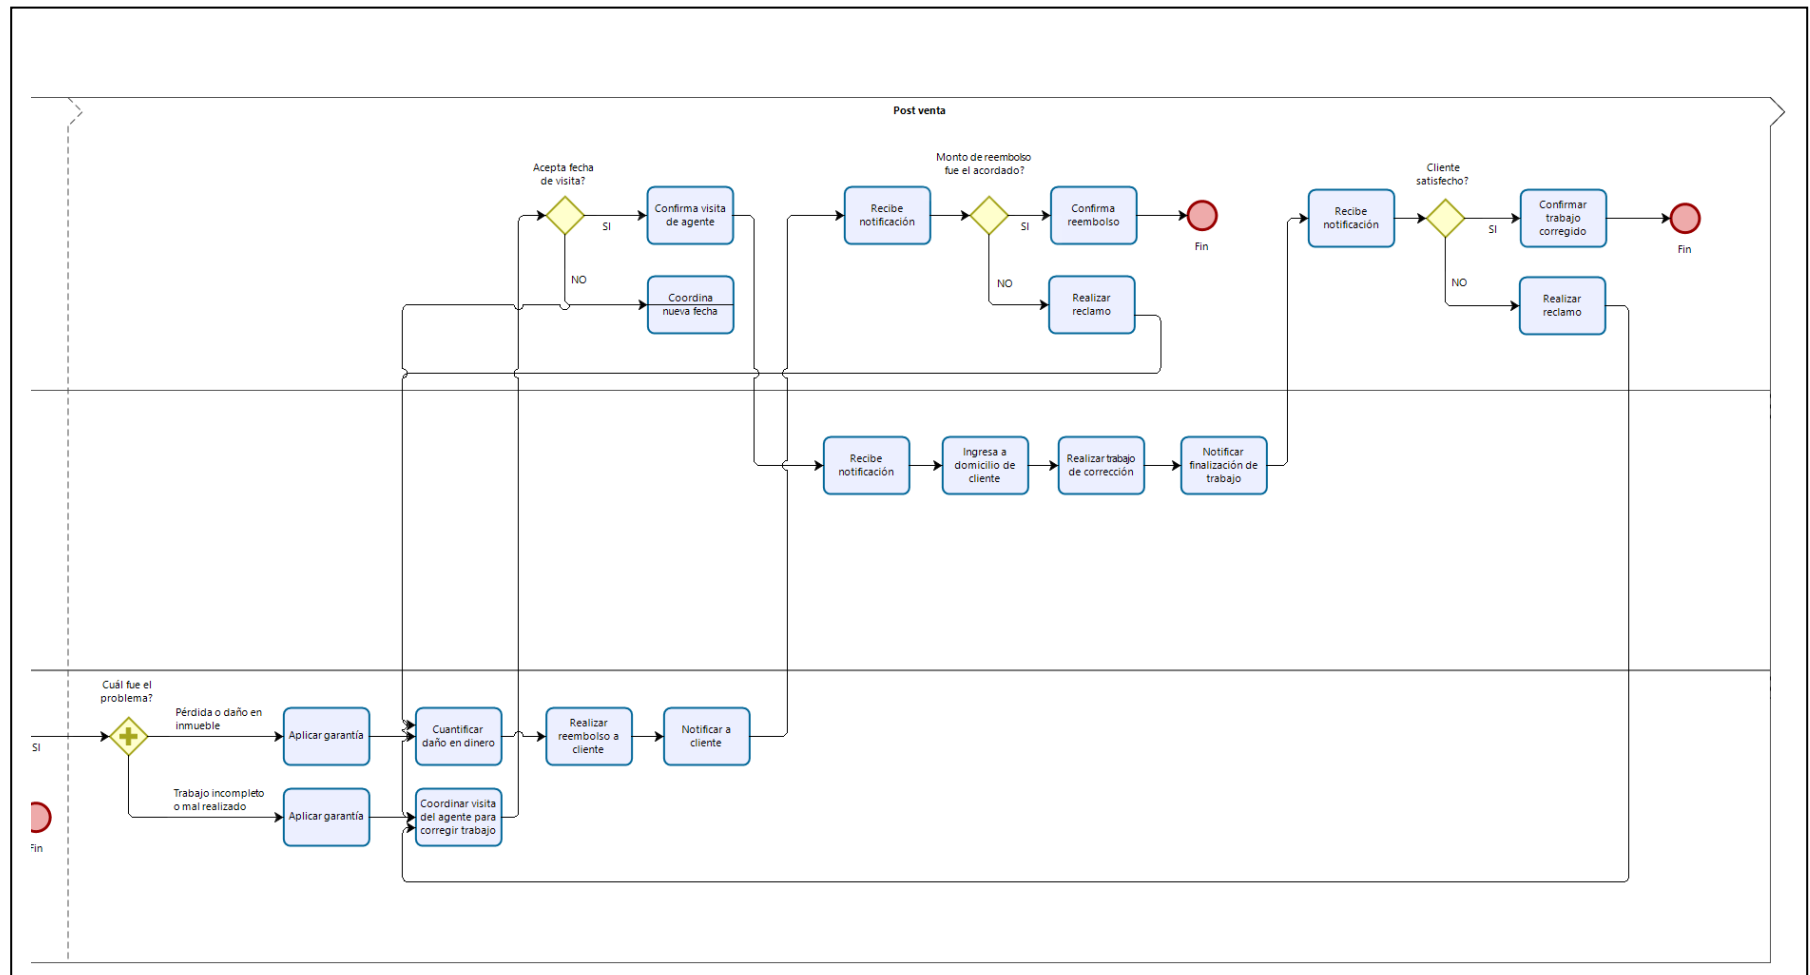 Post venta
Acepta fecha
de visita?
SI
NO
Confirma visita
de agente
Coordina
nueva fecha
Recibe
notificación
Monto de reembolso
fue el acordado?
SI
NO
Confirma
reembolso
Fin
Realizar
reclamo
Recibe
notificación
Cliente
satisfecho?
SI
NO
Confirmar
trabajo
corregido
Fin
Realizar
reclamo
Recibe
notificación
Ingresa a
domicilio de
cliente
Realizar trabajo
de corrección
Notificar
finalización de
trabajo
SI
Cuál fue el
problema?
Pérdida o daño en
inmueble
Aplicar garantía
Cuantificar
daño en dinero
Realizar
reembolso a
cliente
Notificar a
cliente
Trabajo incompleto
o mal realizado
Aplicar garantía
Coordinar visita
del agente para
corregir trabajo
Fin